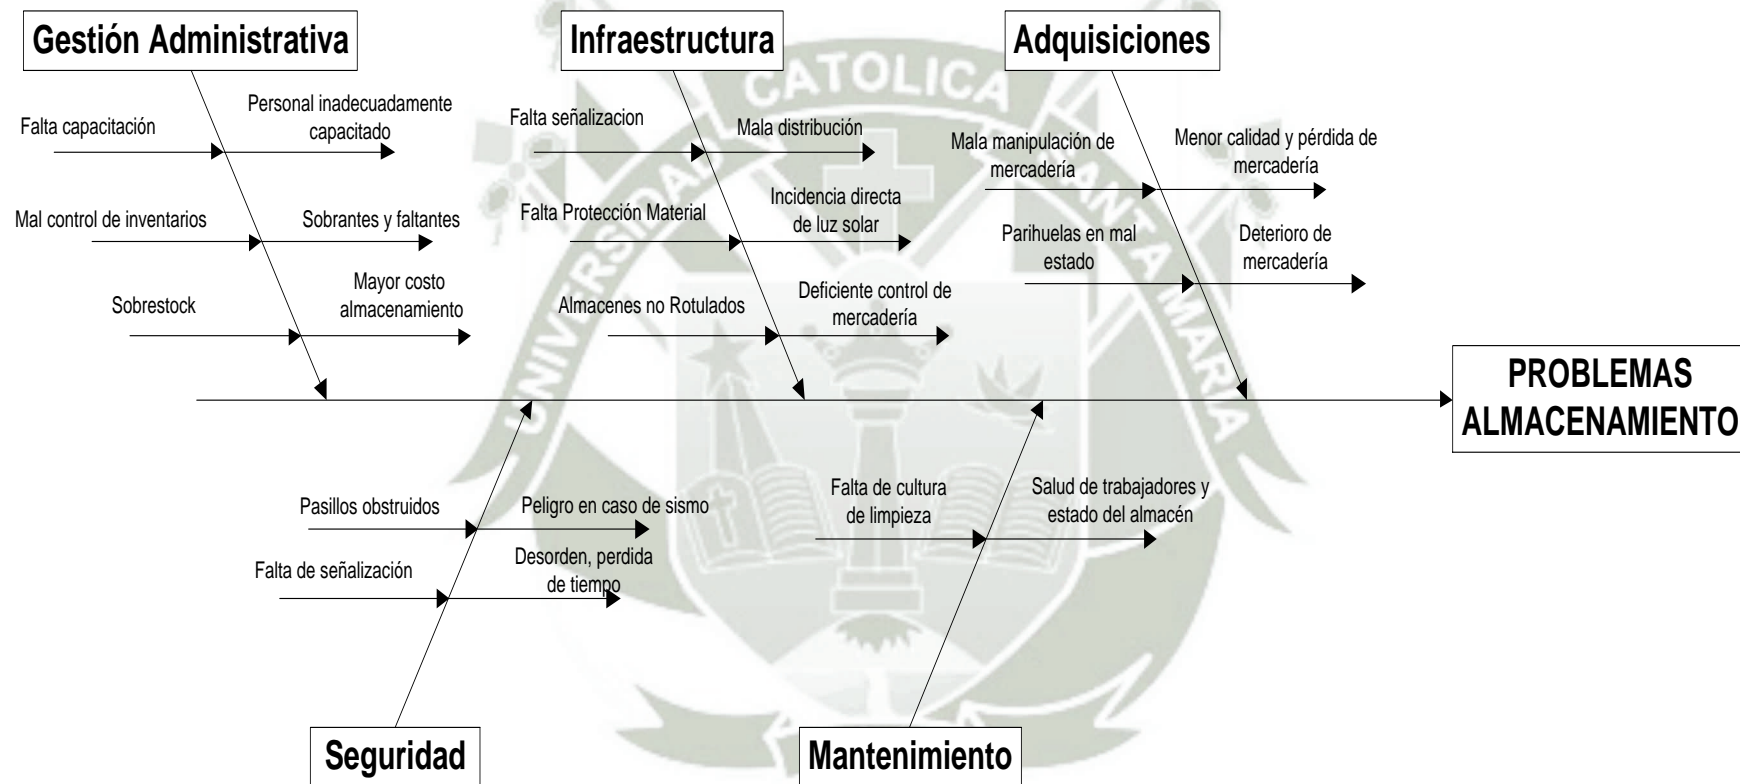 Gestión Administrativa
Infraestructura
Adquisiciones
Falta capacitación
Personal inadecuadamente
capacitado
Mal control de inventarios
Sobrantes y faltantes
Sobrestock
Mayor costo
almacenamiento
Falta señalizacion
Mala distribución
Falta Protección Material
Incidencia directa
de luz solar
Almacenes no Rotulados
Deficiente control de
mercadería
Mala manipulación de
mercadería
Menor calidad y pérdida de
mercadería
Parihuelas en mal
estado
Deterioro de
mercadería
PROBLEMAS
ALMACENAMIENTO
Pasillos obstruidos
Peligro en caso de sismo
Falta de señalización
Desorden, perdida
de tiempo
Falta de cultura
de limpieza
Salud de trabajadores y
estado del almacén
Seguridad
Mantenimiento
UNIVERSIDAD CATOLICA SANTA MARIA